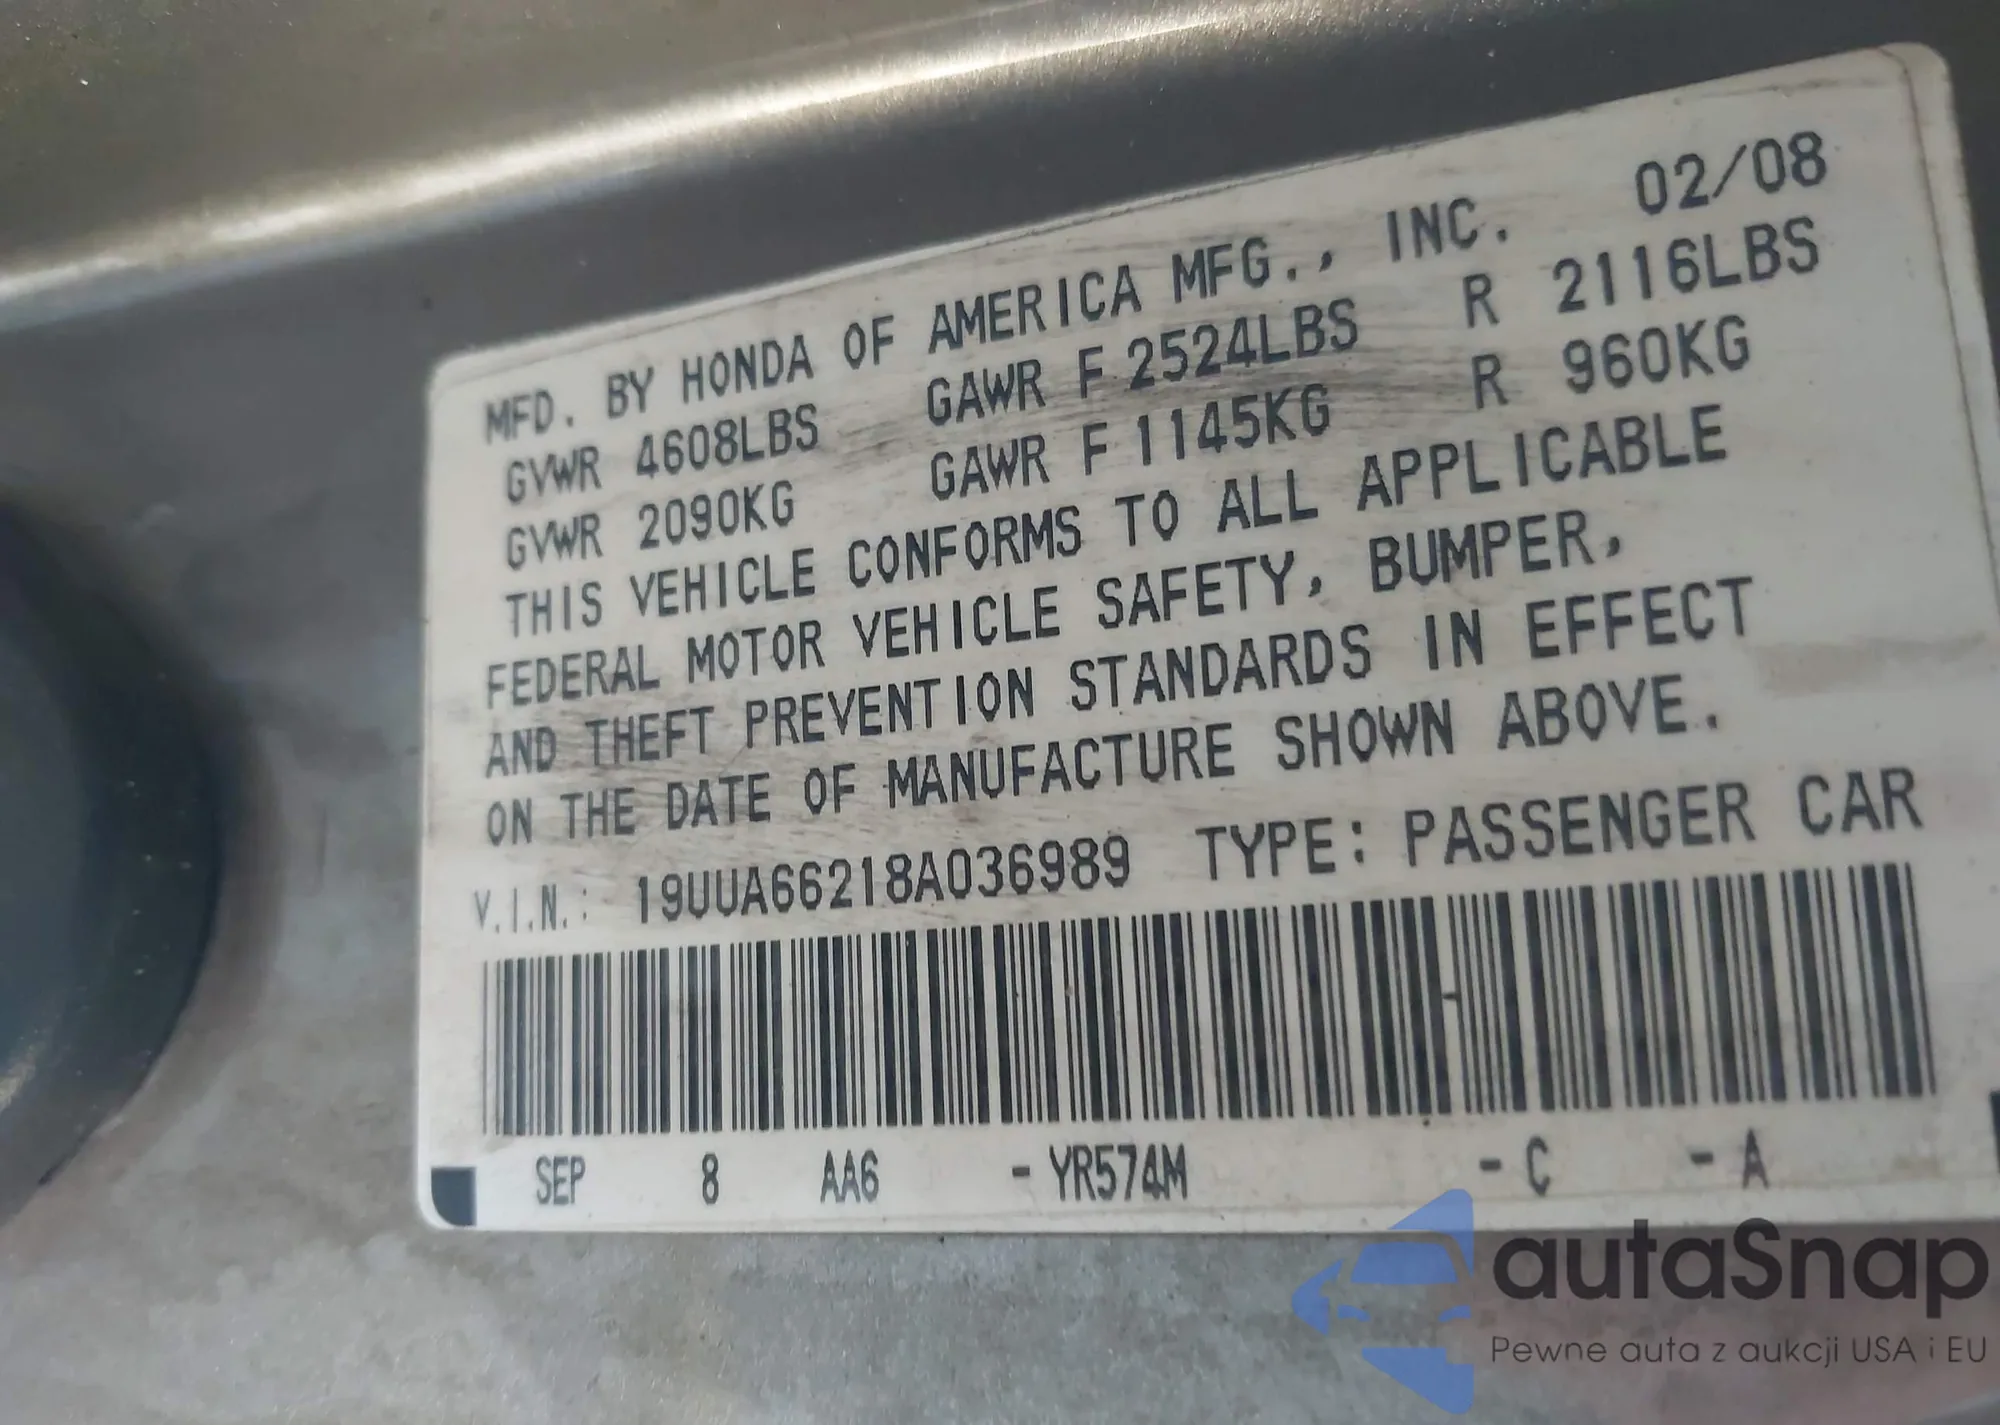 MFD. BY HONDA OF AMERICA MFG., INC. 02/08
GVWR 4608LBS GAWR F 2524LBS R 2116LBS
GVWR 2090KG GAWR F 1145KG R 960KG
THIS VEHICLE CONFORMS TO ALL APPLICABLE
FEDERAL MOTOR VEHICLE SAFETY, BUMPER,
AND THEFT PREVENTION STANDARDS IN EFFECT
ON THE DATE OF MANUFACTURE SHOWN ABOVE.
V.I.N.: 19UUA66218A036989 TYPE: PASSENGER CAR
SEP 8 AA6 - YR574M - C - A
autaSnap
Pewne auta z aukcji USA i EU